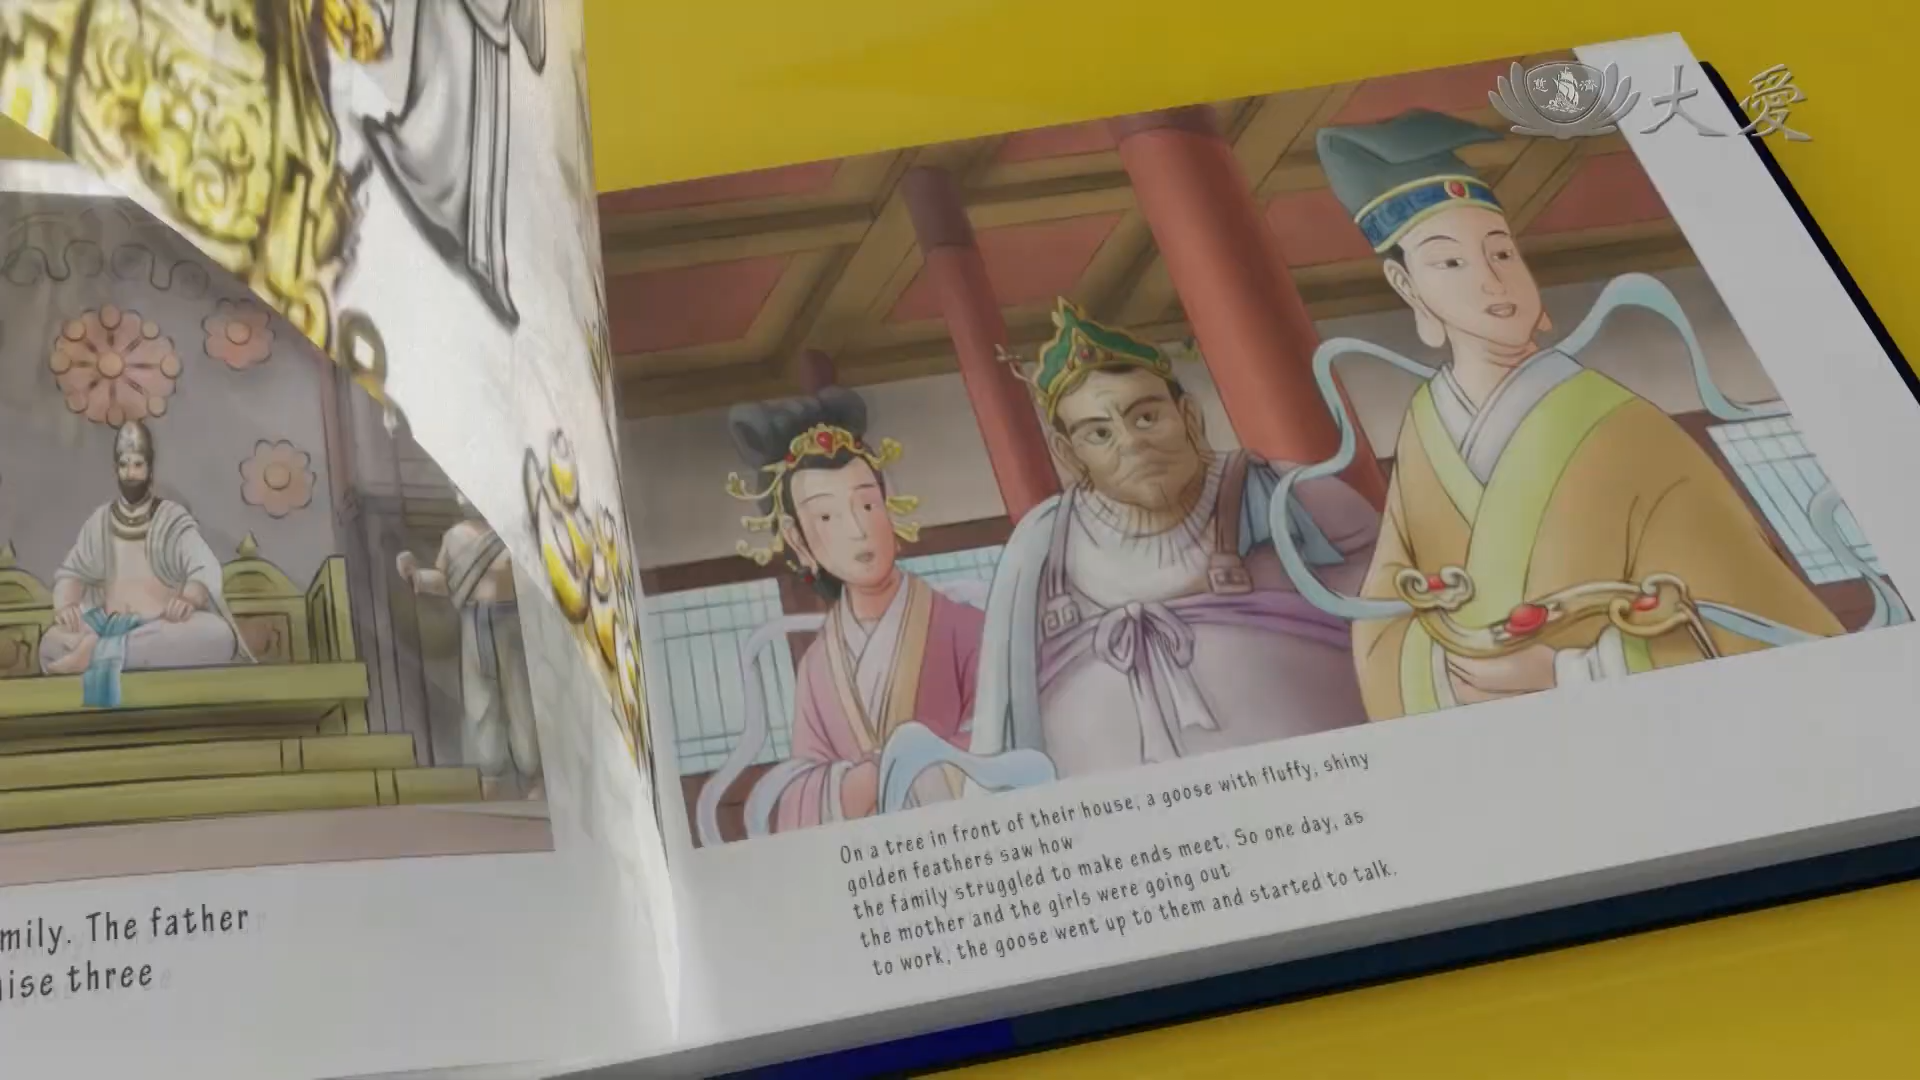 大愛
慈濟
mily. The father
ise three
On a tree in front of their house, a goose with fluffy, shiny
golden feathers saw how
the family struggled to make ends meet. So one day, as
the mother and the girls were going out
to work, the goose went up to them and started to talk.